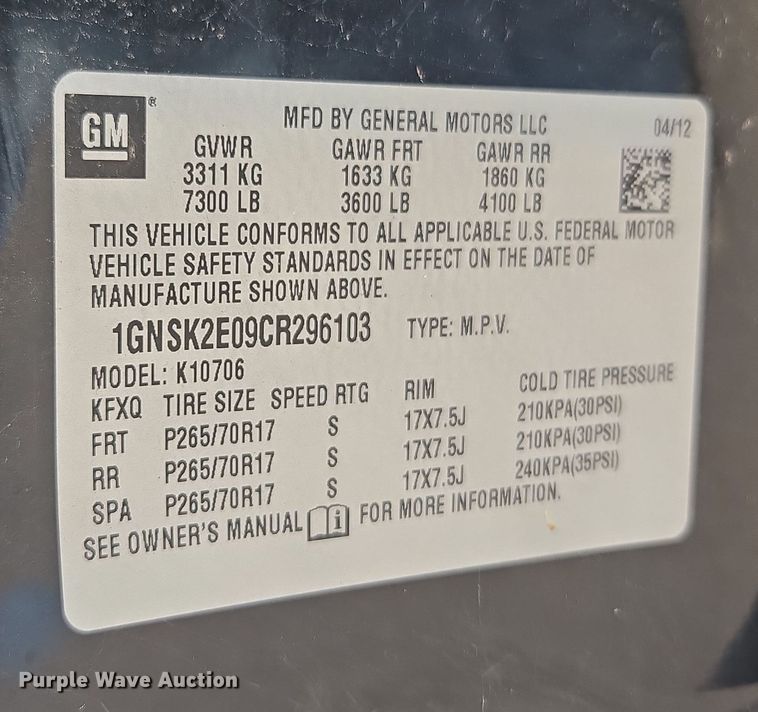 GM ®
MFD BY GENERAL MOTORS LLC 04/12
GVWR GAWR FRT GAWR RR
3311 KG 1633 KG 1860 KG
7300 LB 3600 LB 4100 LB
THIS VEHICLE CONFORMS TO ALL APPLICABLE U.S. FEDERAL MOTOR
VEHICLE SAFETY STANDARDS IN EFFECT ON THE DATE OF
MANUFACTURE SHOWN ABOVE.
1GNSK2E09CR296103 TYPE: M.P.V.
MODEL: K10706
KFXQ TIRE SIZE SPEED RTG RIM COLD TIRE PRESSURE
FRT P265/70R17 S 17X7.5J 210KPA(30PSI)
RR P265/70R17 S 17X7.5J 210KPA(30PSI)
SPA P265/70R17 S 17X7.5J 240KPA(35PSI)
SEE OWNER'S MANUAL i FOR MORE INFORMATION.
Purple Wave Auction